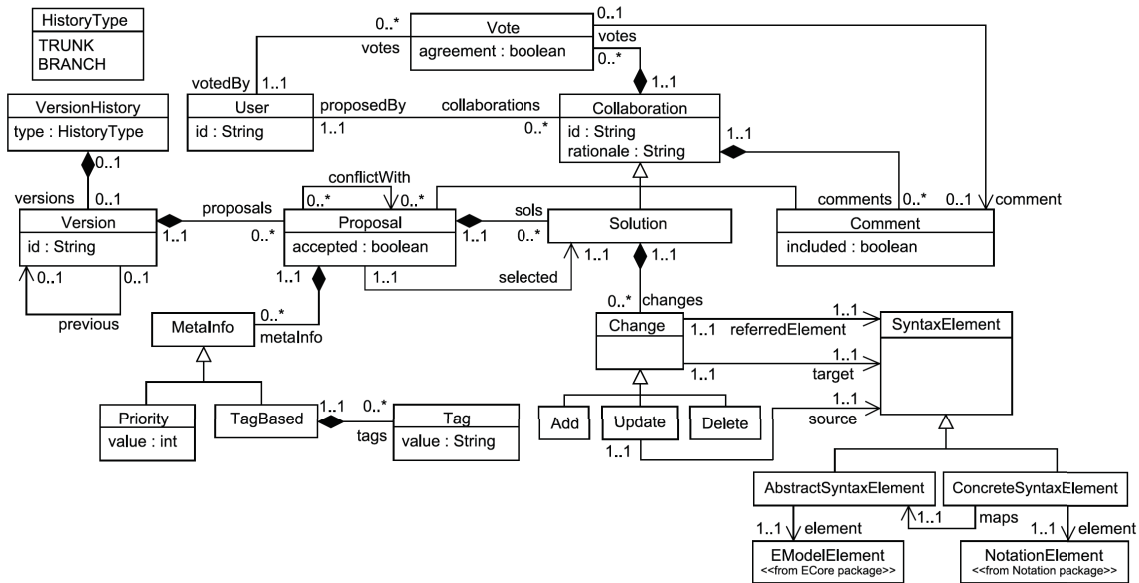 HistoryType
TRUNK
BRANCH
0..*
votes
Vote
agreement : boolean
0..1
votes
0..*
votedBy
1..1
1..1
VersionHistory
type : HistoryType
User
id : String
proposedBy
1..1
collaborations
0..*
Collaboration
id : String
rationale : String
1..1
0..1
versions
0..1
conflictWith
0..*
0..*
comments
0..*
0..1
comment
Version
id : String
1..1
proposals
0..*
Proposal
accepted : boolean
1..1
sols
0..*
Solution
Comment
included : boolean
0..1
0..1
previous
1..1
1..1
selected
1..1
1..1
0..*
metaInfo
MetaInfo
0..*
changes
Change
1..1
referredElement
1..1
SyntaxElement
1..1
1..1
target
Priority
value : int
TagBased
1..1
0..*
tags
Tag
value : String
Add
Update
Delete
1..1
1..1
source
AbstractSyntaxElement
ConcreteSyntaxElement
1..1
maps
1..1
element
1..1
element
EModelElement
<<from ECore package>>
NotationElement
<<from Notation package>>